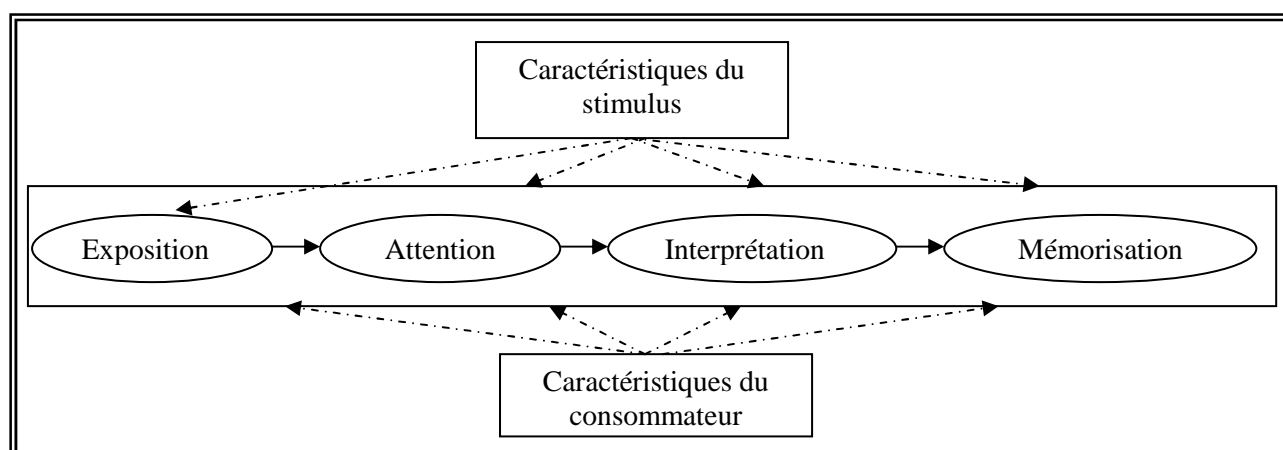 Caractéristiques du
stimulus
Exposition
Attention
Interprétation
Mémorisation
Caractéristiques du
consommateur